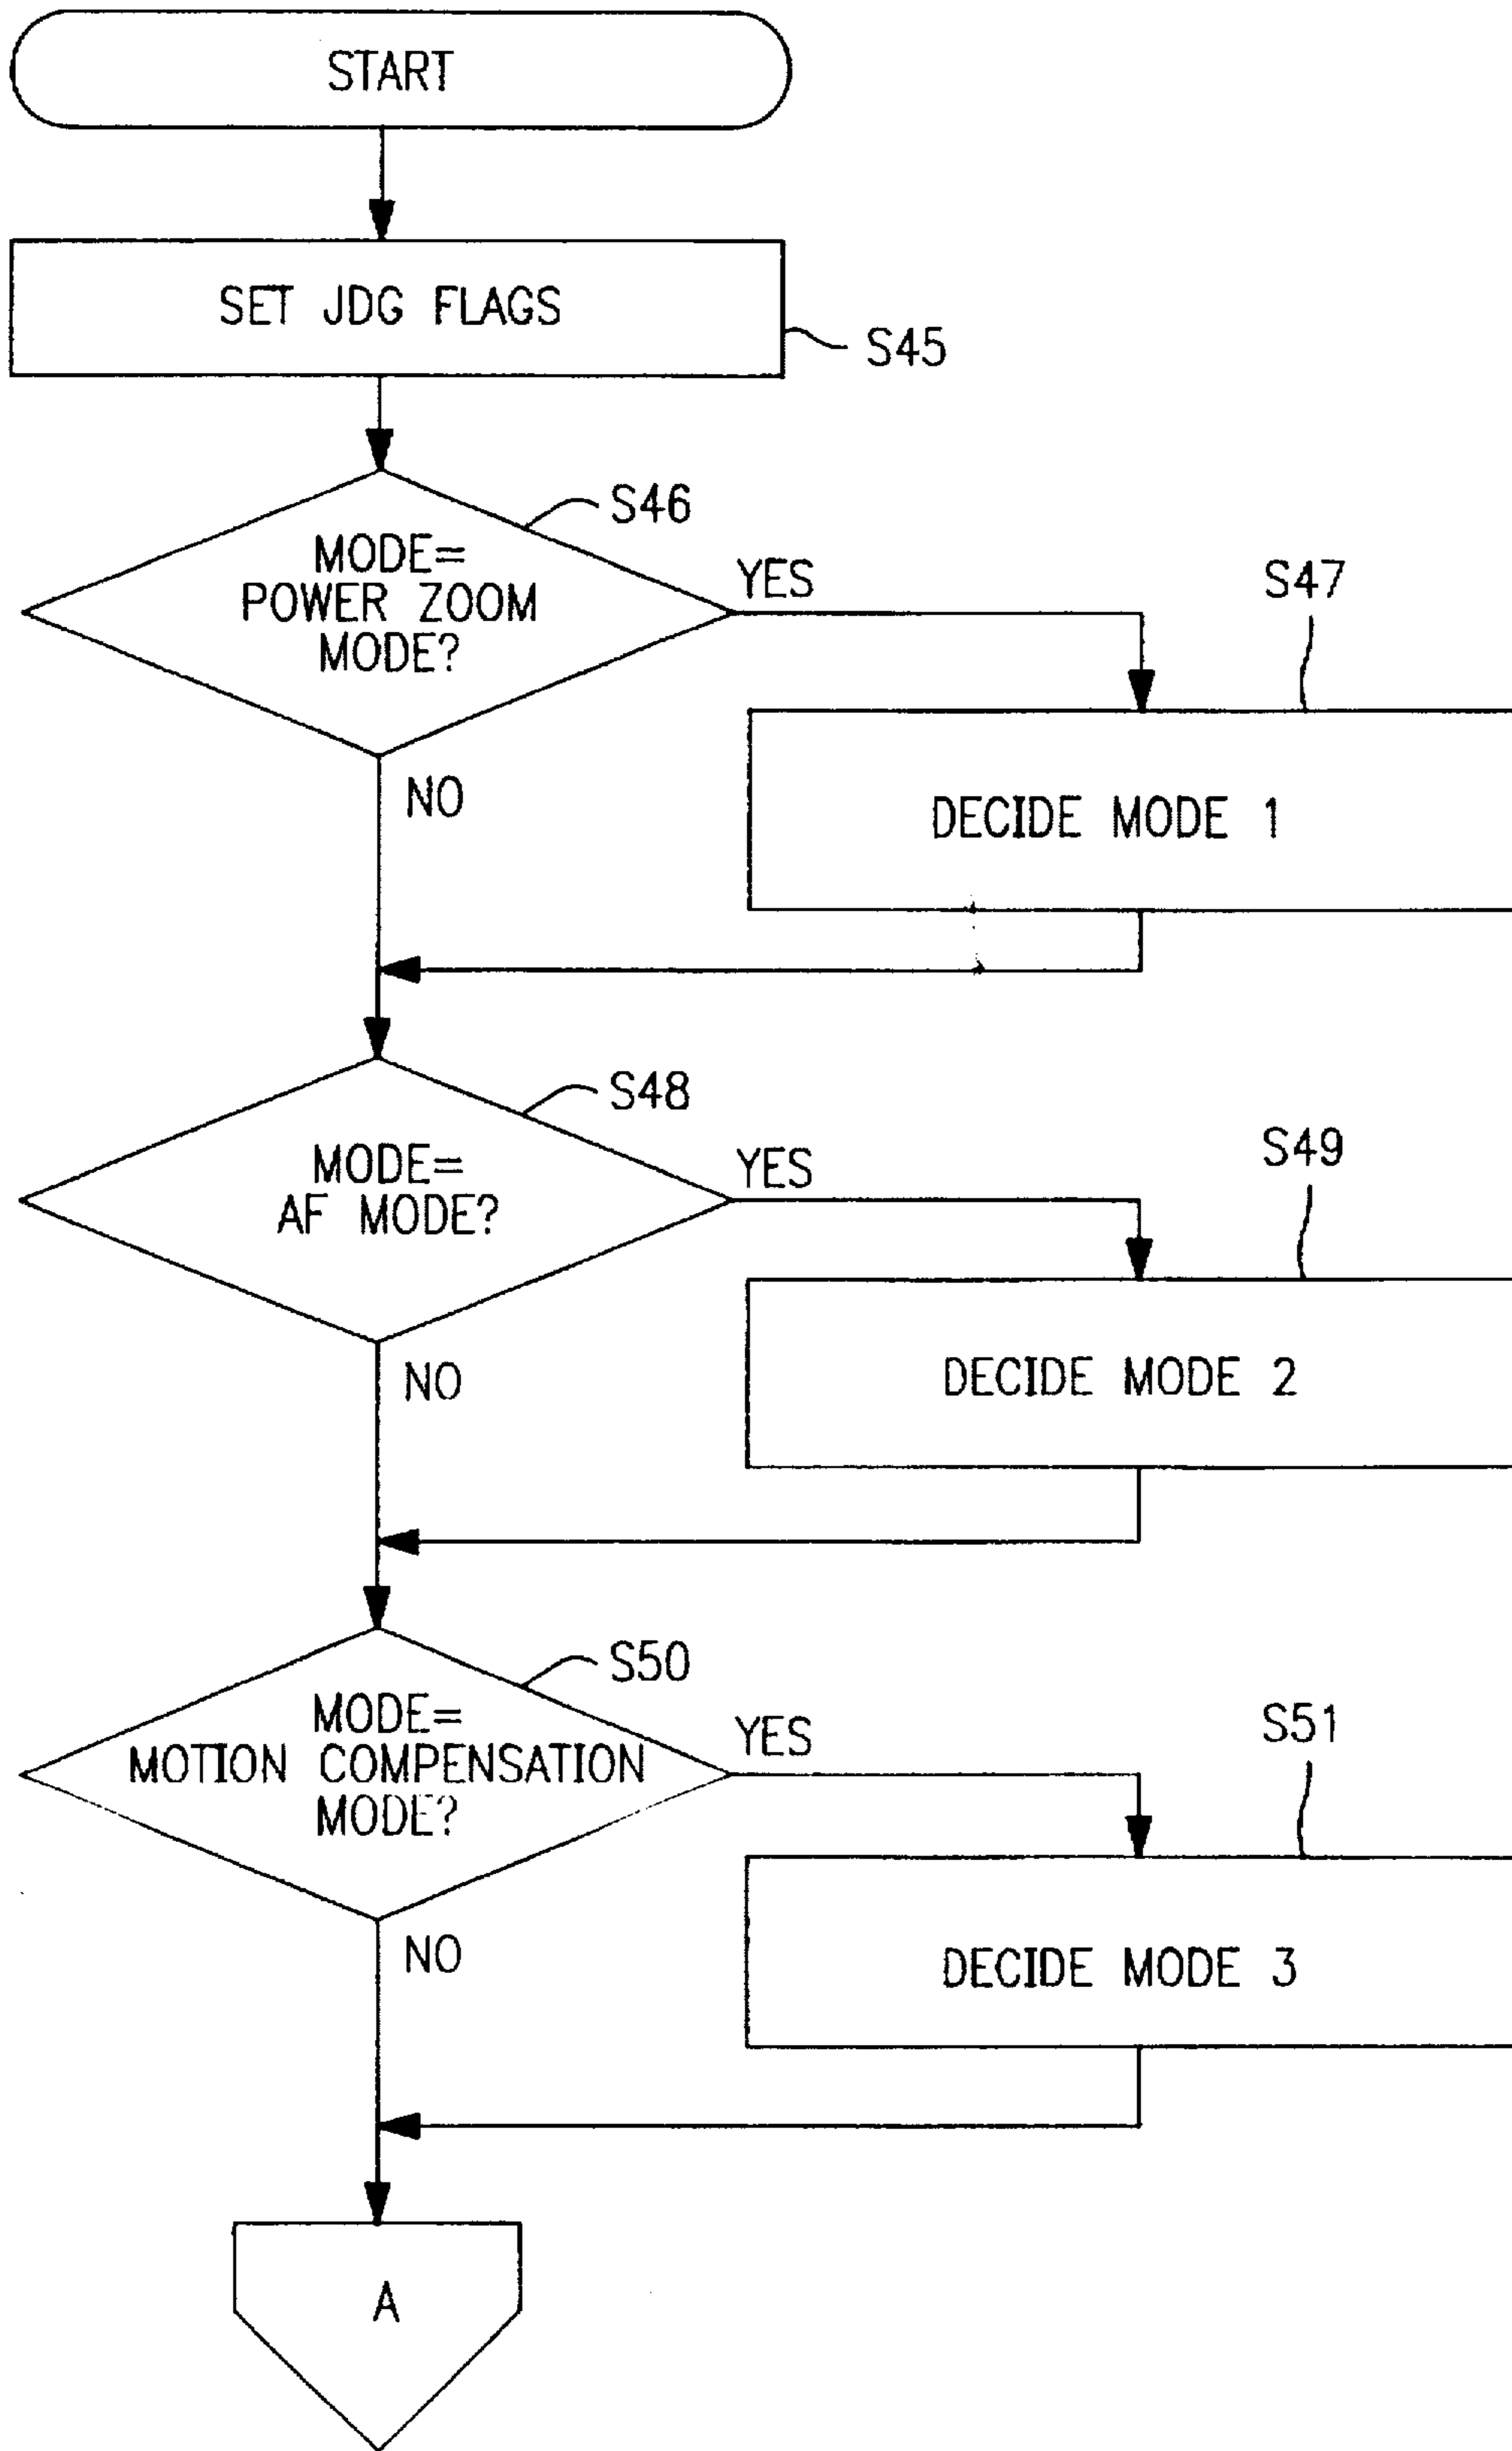 START
SET JDG FLAGS
S45
S46
MODE=
POWER ZOOM
MODE?
YES
S47
NO
DECIDE MODE 1
S48
MODE=
AF MODE?
YES
S49
NO
DECIDE MODE 2
S50
MODE=
MOTION COMPENSATION
MODE?
YES
S51
NO
DECIDE MODE 3
A